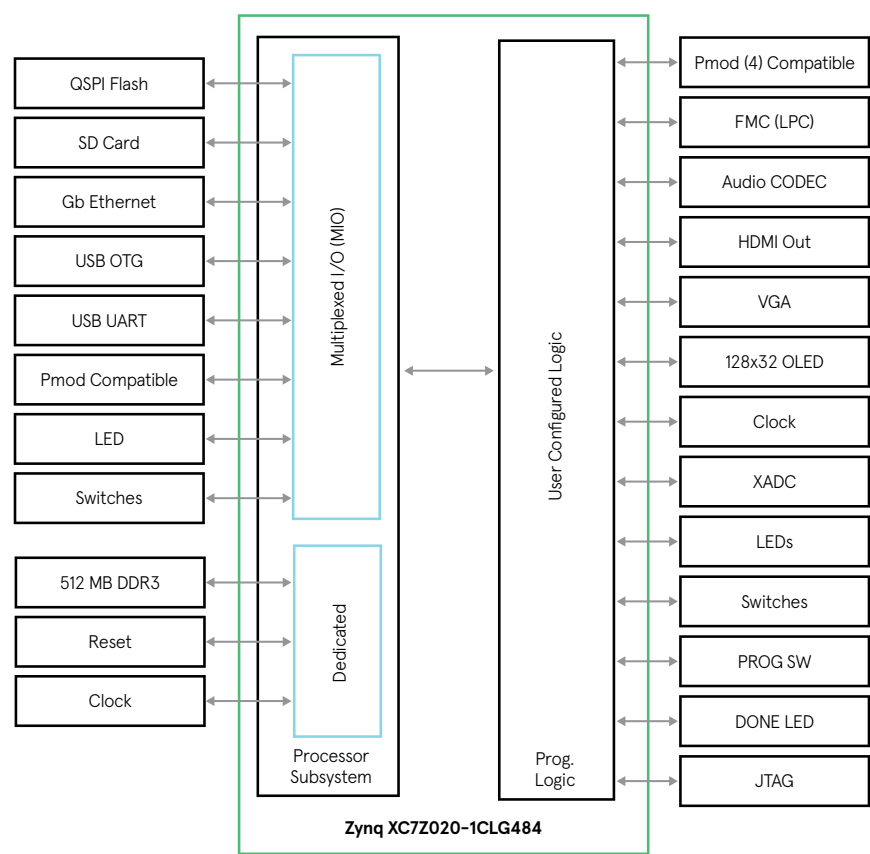 QSPI Flash
SD Card
Gb Ethernet
USB OTG
USB UART
Pmod Compatible
LED
Switches
512 MB DDR3
Reset
Clock
Multiplexed I/O (MIO)
Dedicated
Processor
Subsystem
User Configured Logic
Prog.
Logic
Zynq XC7Z020-1CLG484
Pmod (4) Compatible
FMC (LPC)
Audio CODEC
HDMI Out
VGA
128x32 OLED
Clock
XADC
LEDs
Switches
PROG SW
DONE LED
JTAG